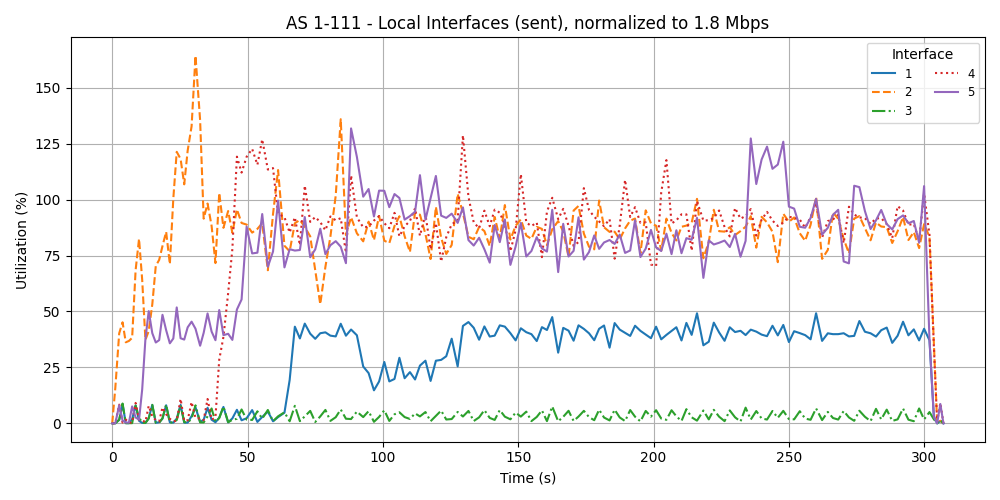 AS 1-111 - Local Interfaces (sent), normalized to 1.8 Mbps
Utilization (%)
150
125
100
75
50
25
0
0 50 100 150 200 250 300
Time (s)
Interface
1 4
2 5
3